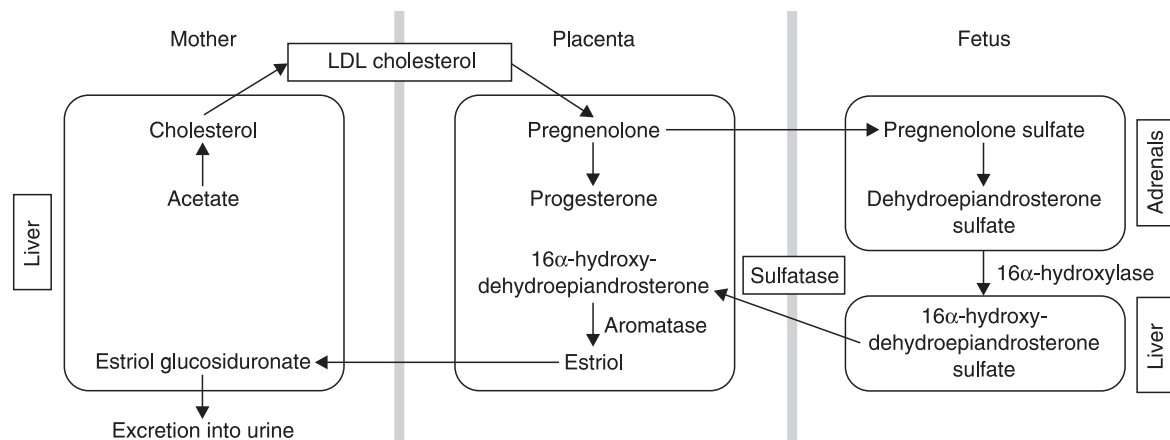 Mother
Placenta
Fetus
LDL cholesterol
Cholesterol
Acetate
Liver
Estriol glucosiduronate
Excretion into urine
Pregnenolone
Progesterone
16α-hydroxy-
dehydroepiandrosterone
Aromatase
Estriol
Sulfatase
Pregnenolone sulfate
Dehydroepiandrosterone
sulfate
Adrenals
16α-hydroxylase
16α-hydroxy-
dehydroepiandrosterone
sulfate
Liver